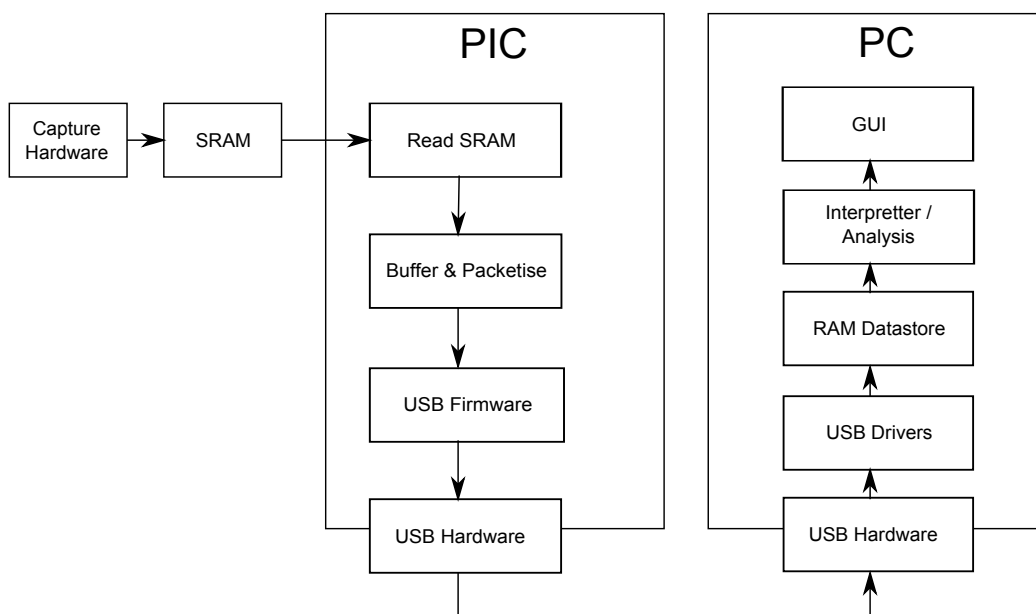 PIC
PC
Capture
Hardware
SRAM
Read SRAM
GUI
Interpretter /
Analysis
Buffer & Packetise
RAM Datastore
USB Firmware
USB Drivers
USB Hardware
USB Hardware